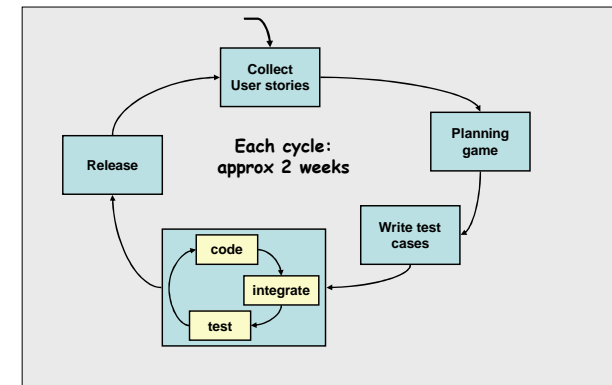 Collect
User stories
Planning
game
Each cycle:
approx 2 weeks
Release
Write test
cases
code
integrate
test